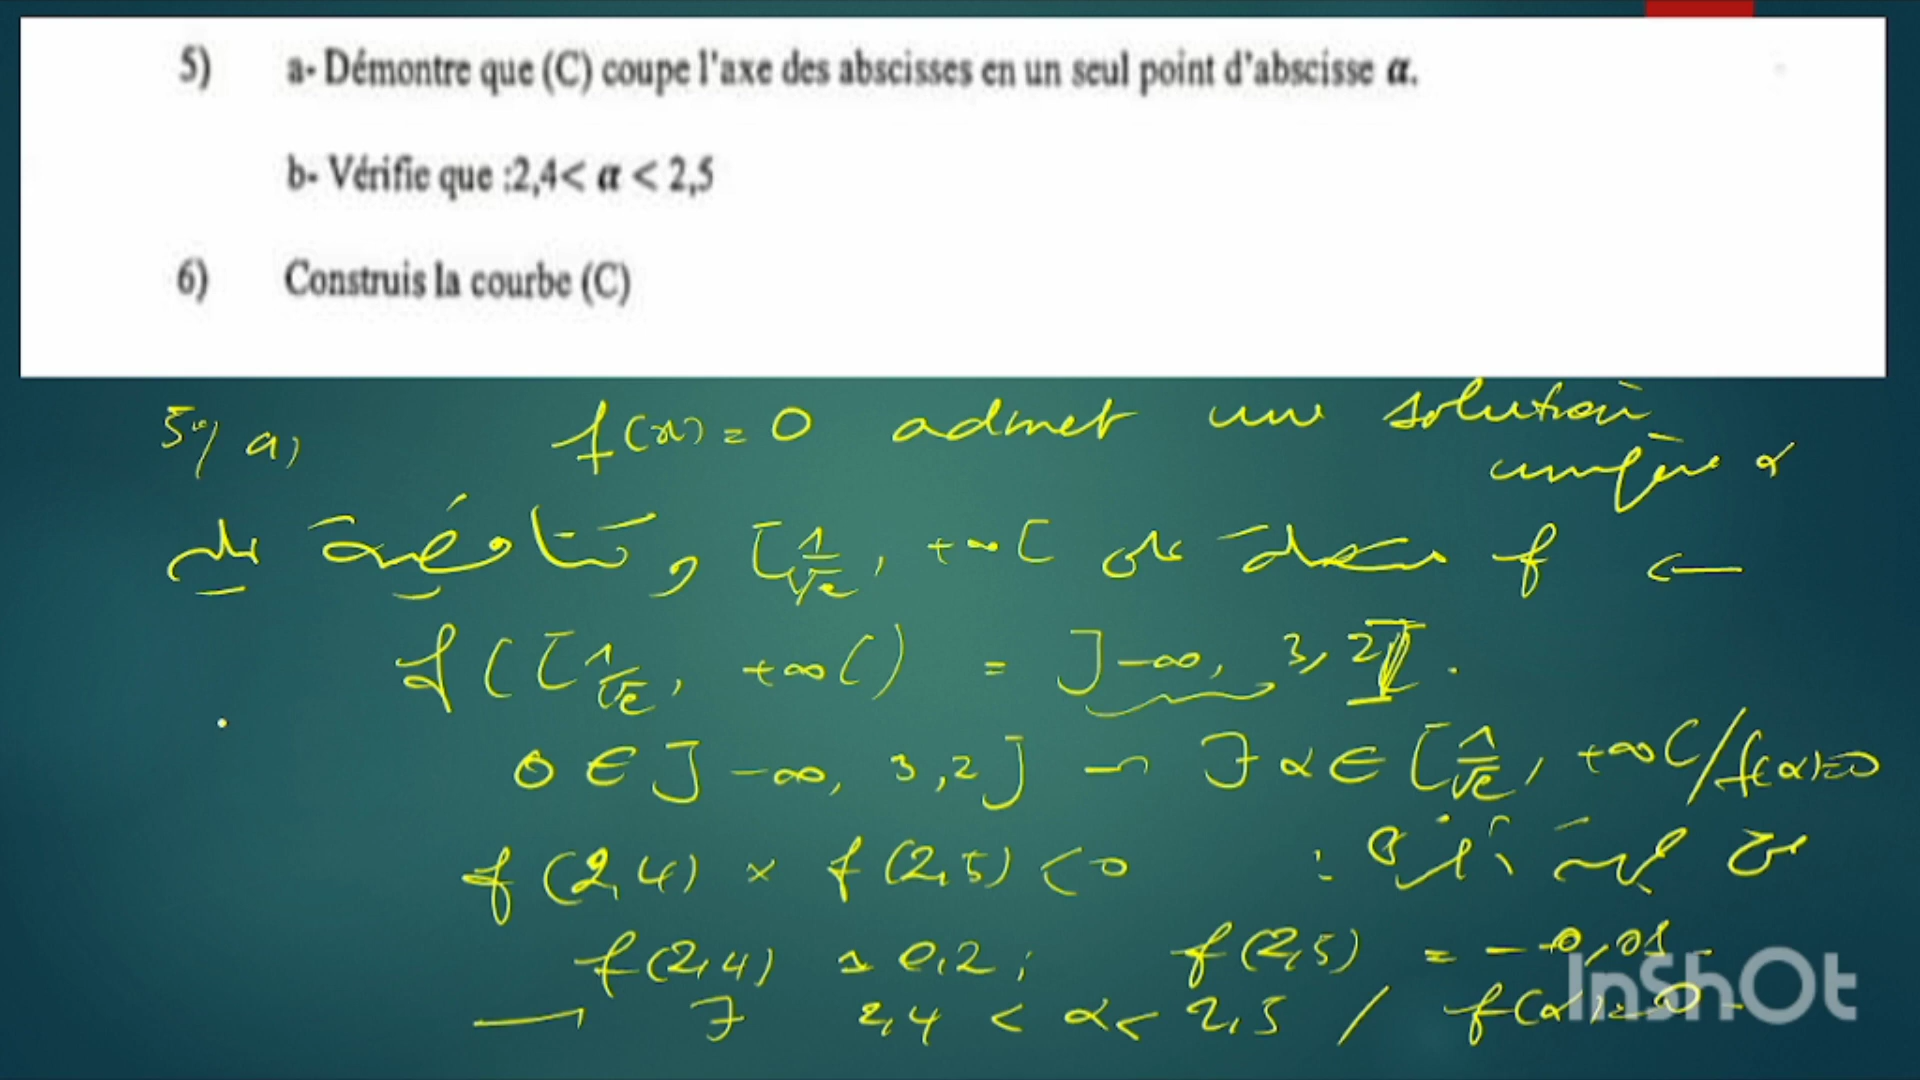 5) a- Démontre que (C) coupe l'axe des abscisses en un seul point d'abscisse α.
b- Vérifie que :2,4< α < 2,5
6) Construis la courbe (C)
5°/ a) f(x) = 0 admet une solution
unique α
[1/√e, +∞[ f ←
f([1/√e, +∞[) = ]-∞, 3,2].
0 ∈ ]-∞, 3,2] → ∃ α ∈ [1/√e, +∞[ / f(α)=0
f(2,4) × f(2,5) < 0 :
f(2,4) ≈ 0,2 ; f(2,5) = -0,01
→ ∃ 2,4 < α < 2,5 / f(α)=0
InShOt